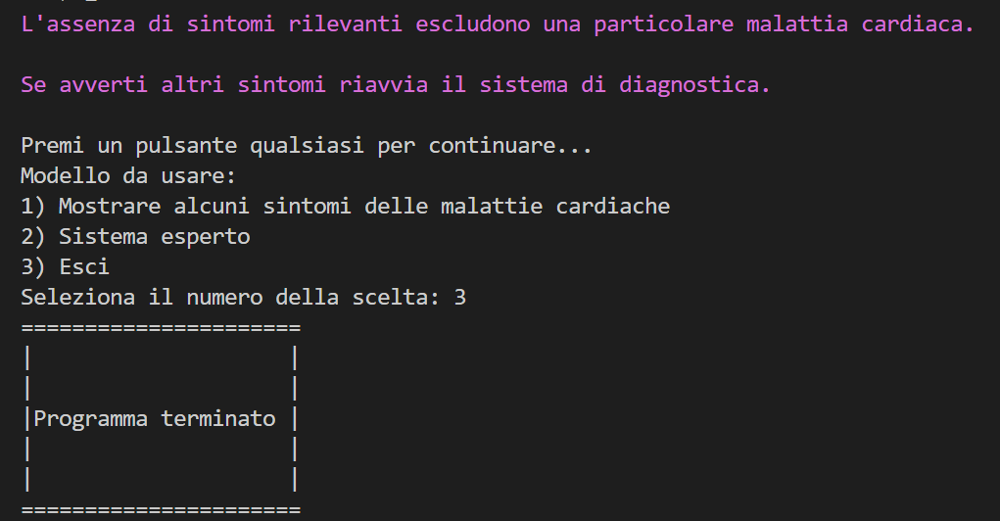 L'assenza di sintomi rilevanti escludono una particolare malattia cardiaca.
Se avverti altri sintomi riavvia il sistema di diagnostica.
Premi un pulsante qualsiasi per continuare...
Modello da usare:
1) Mostrare alcuni sintomi delle malattie cardiache
2) Sistema esperto
3) Esci
Seleziona il numero della scelta: 3
======================
|                    |
|                    |
|Programma terminato |
|                    |
|                    |
======================